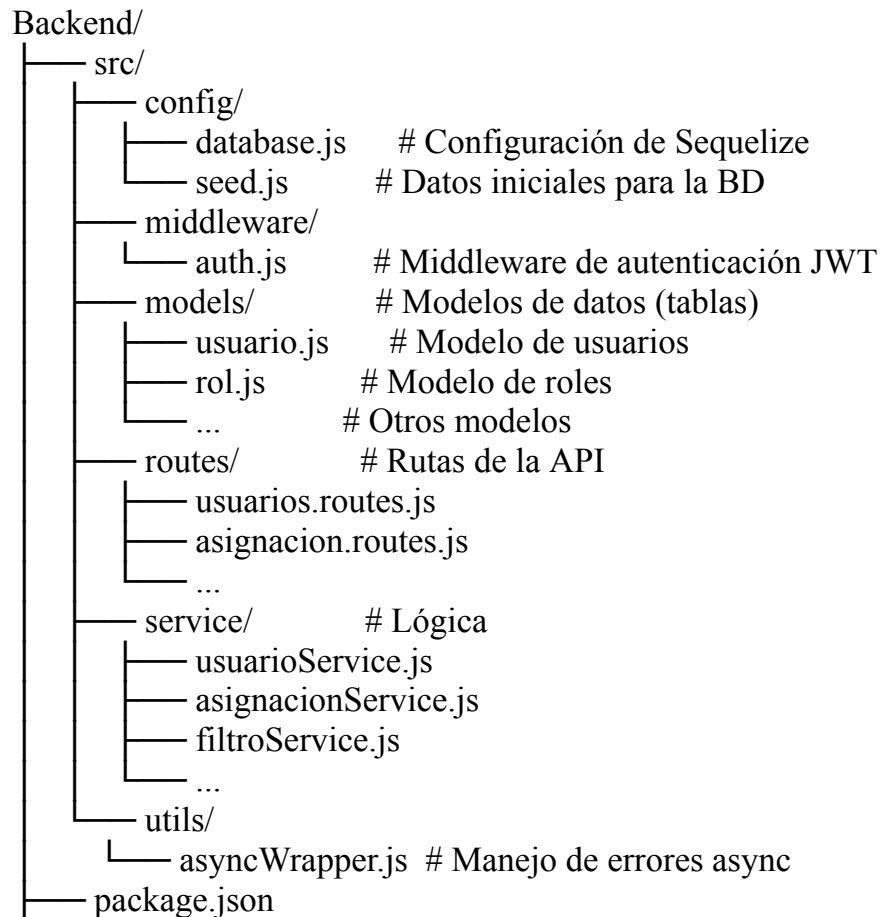 Backend/
├── src/
│   ├── config/
│   │   ├── database.js      # Configuración de Sequelize
│   │   └── seed.js          # Datos iniciales para la BD
│   ├── middleware/
│   │   └── auth.js          # Middleware de autenticación JWT
│   ├── models/              # Modelos de datos (tablas)
│   │   ├── usuario.js       # Modelo de usuarios
│   │   ├── rol.js           # Modelo de roles
│   │   └── ...              # Otros modelos
│   ├── routes/              # Rutas de la API
│   │   ├── usuarios.routes.js
│   │   ├── asignacion.routes.js
│   │   └── ...
│   ├── service/             # Lógica
│   │   ├── usuarioService.js
│   │   ├── asignacionService.js
│   │   ├── filtroService.js
│   │   └── ...
│   └── utils/
│       └── asyncWrapper.js  # Manejo de errores async
├── package.json